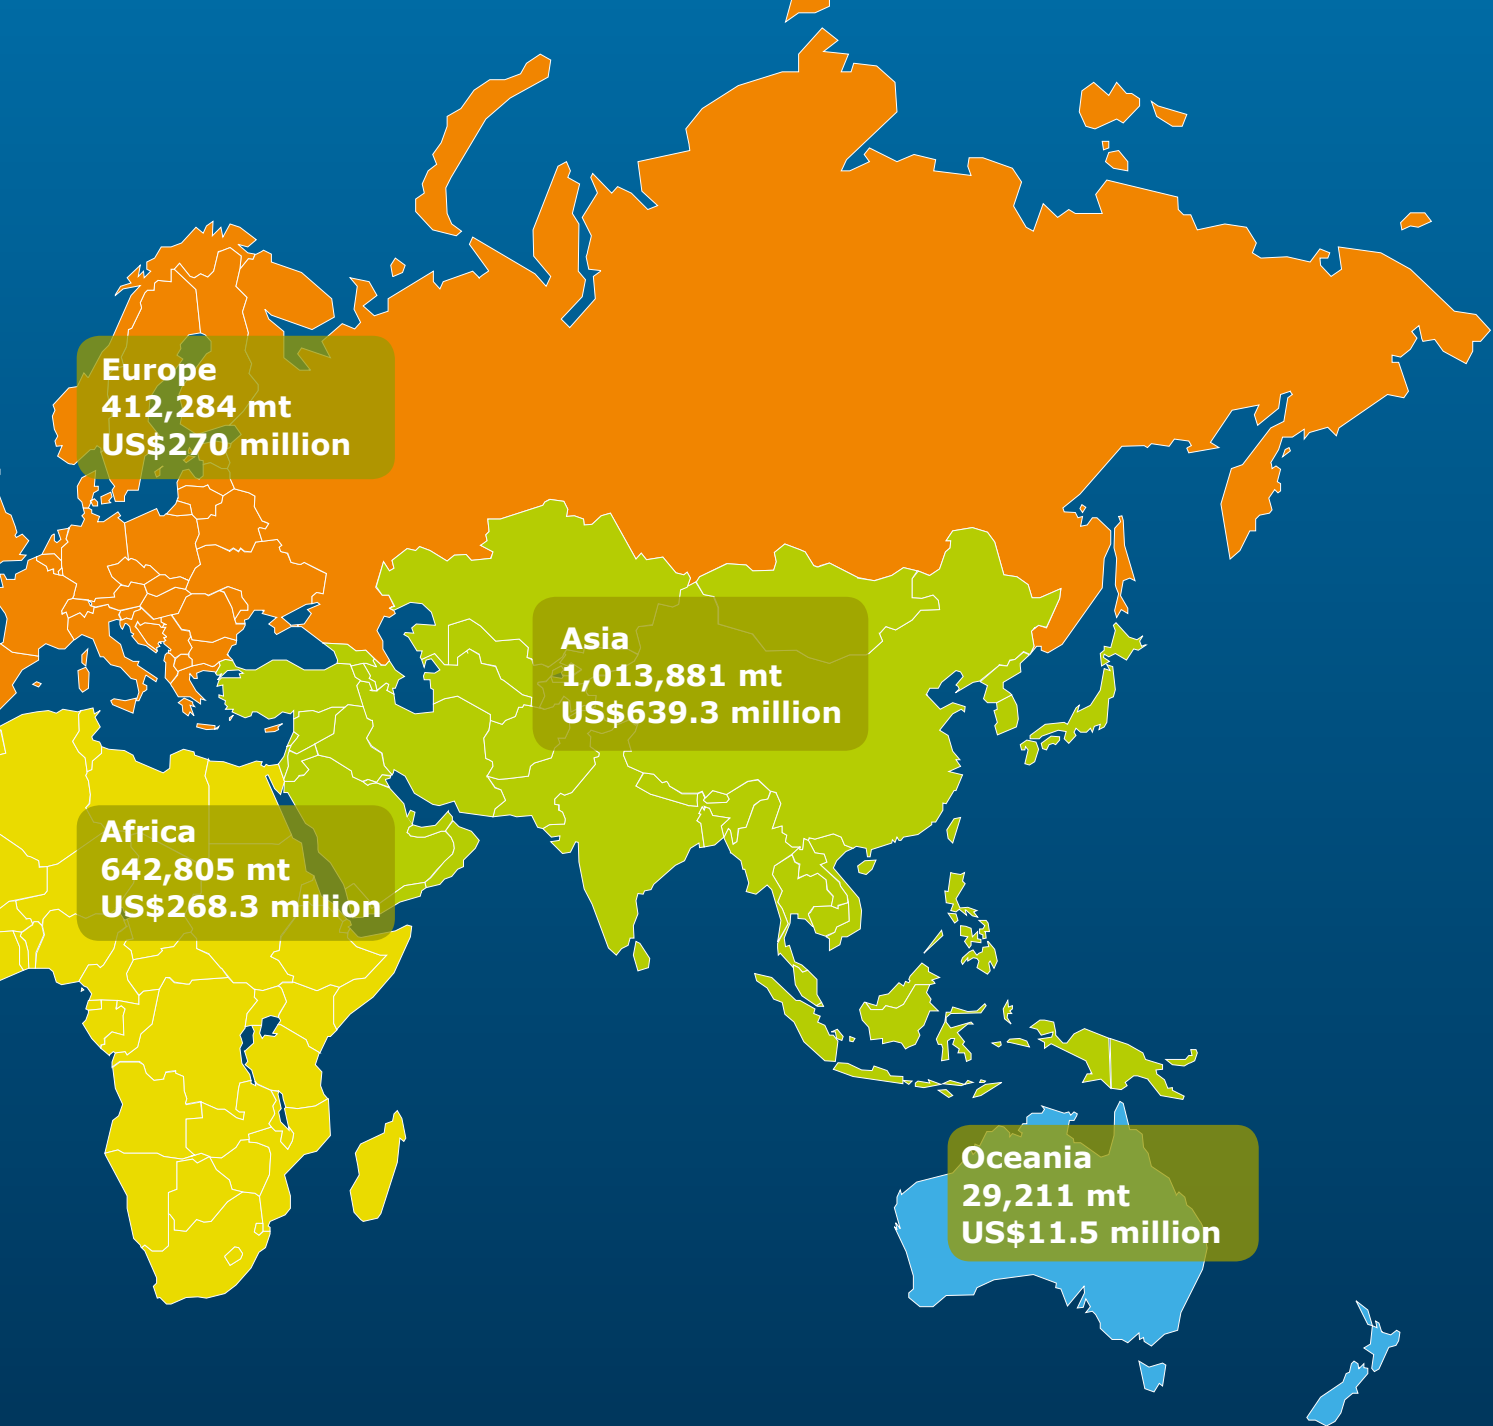 Europe
412,284 mt
US$270 million
Asia
1,013,881 mt
US$639.3 million
Africa
642,805 mt
US$268.3 million
Oceania
29,211 mt
US$11.5 million